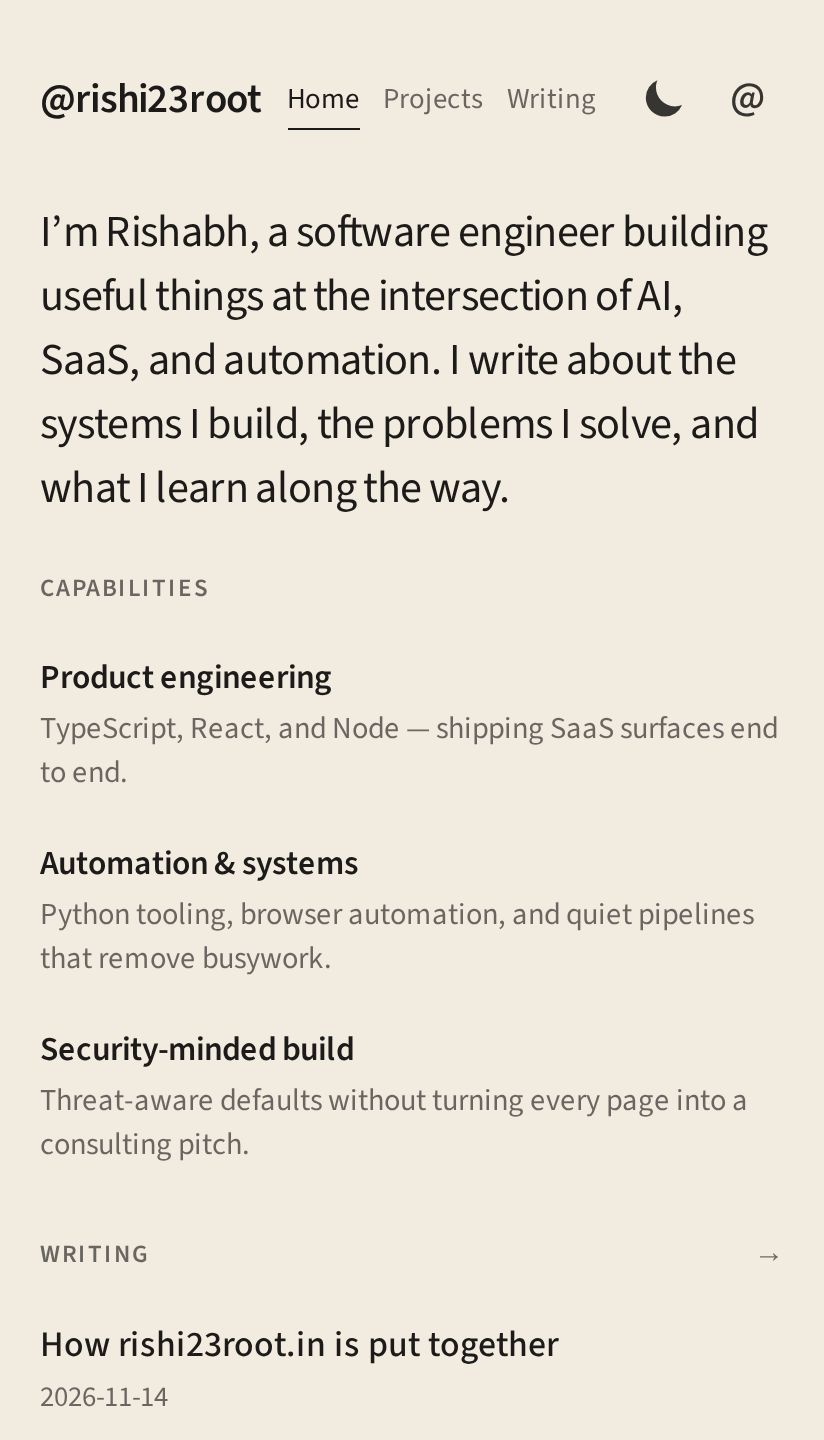 @rishi23root Home Projects Writing @
I’m Rishabh, a software engineer building
useful things at the intersection of AI,
SaaS, and automation. I write about the
systems I build, the problems I solve, and
what I learn along the way.
CAPABILITIES
Product engineering
TypeScript, React, and Node — shipping SaaS surfaces end
to end.
Automation & systems
Python tooling, browser automation, and quiet pipelines
that remove busywork.
Security-minded build
Threat-aware defaults without turning every page into a
consulting pitch.
WRITING →
How rishi23root.in is put together
2026-11-14